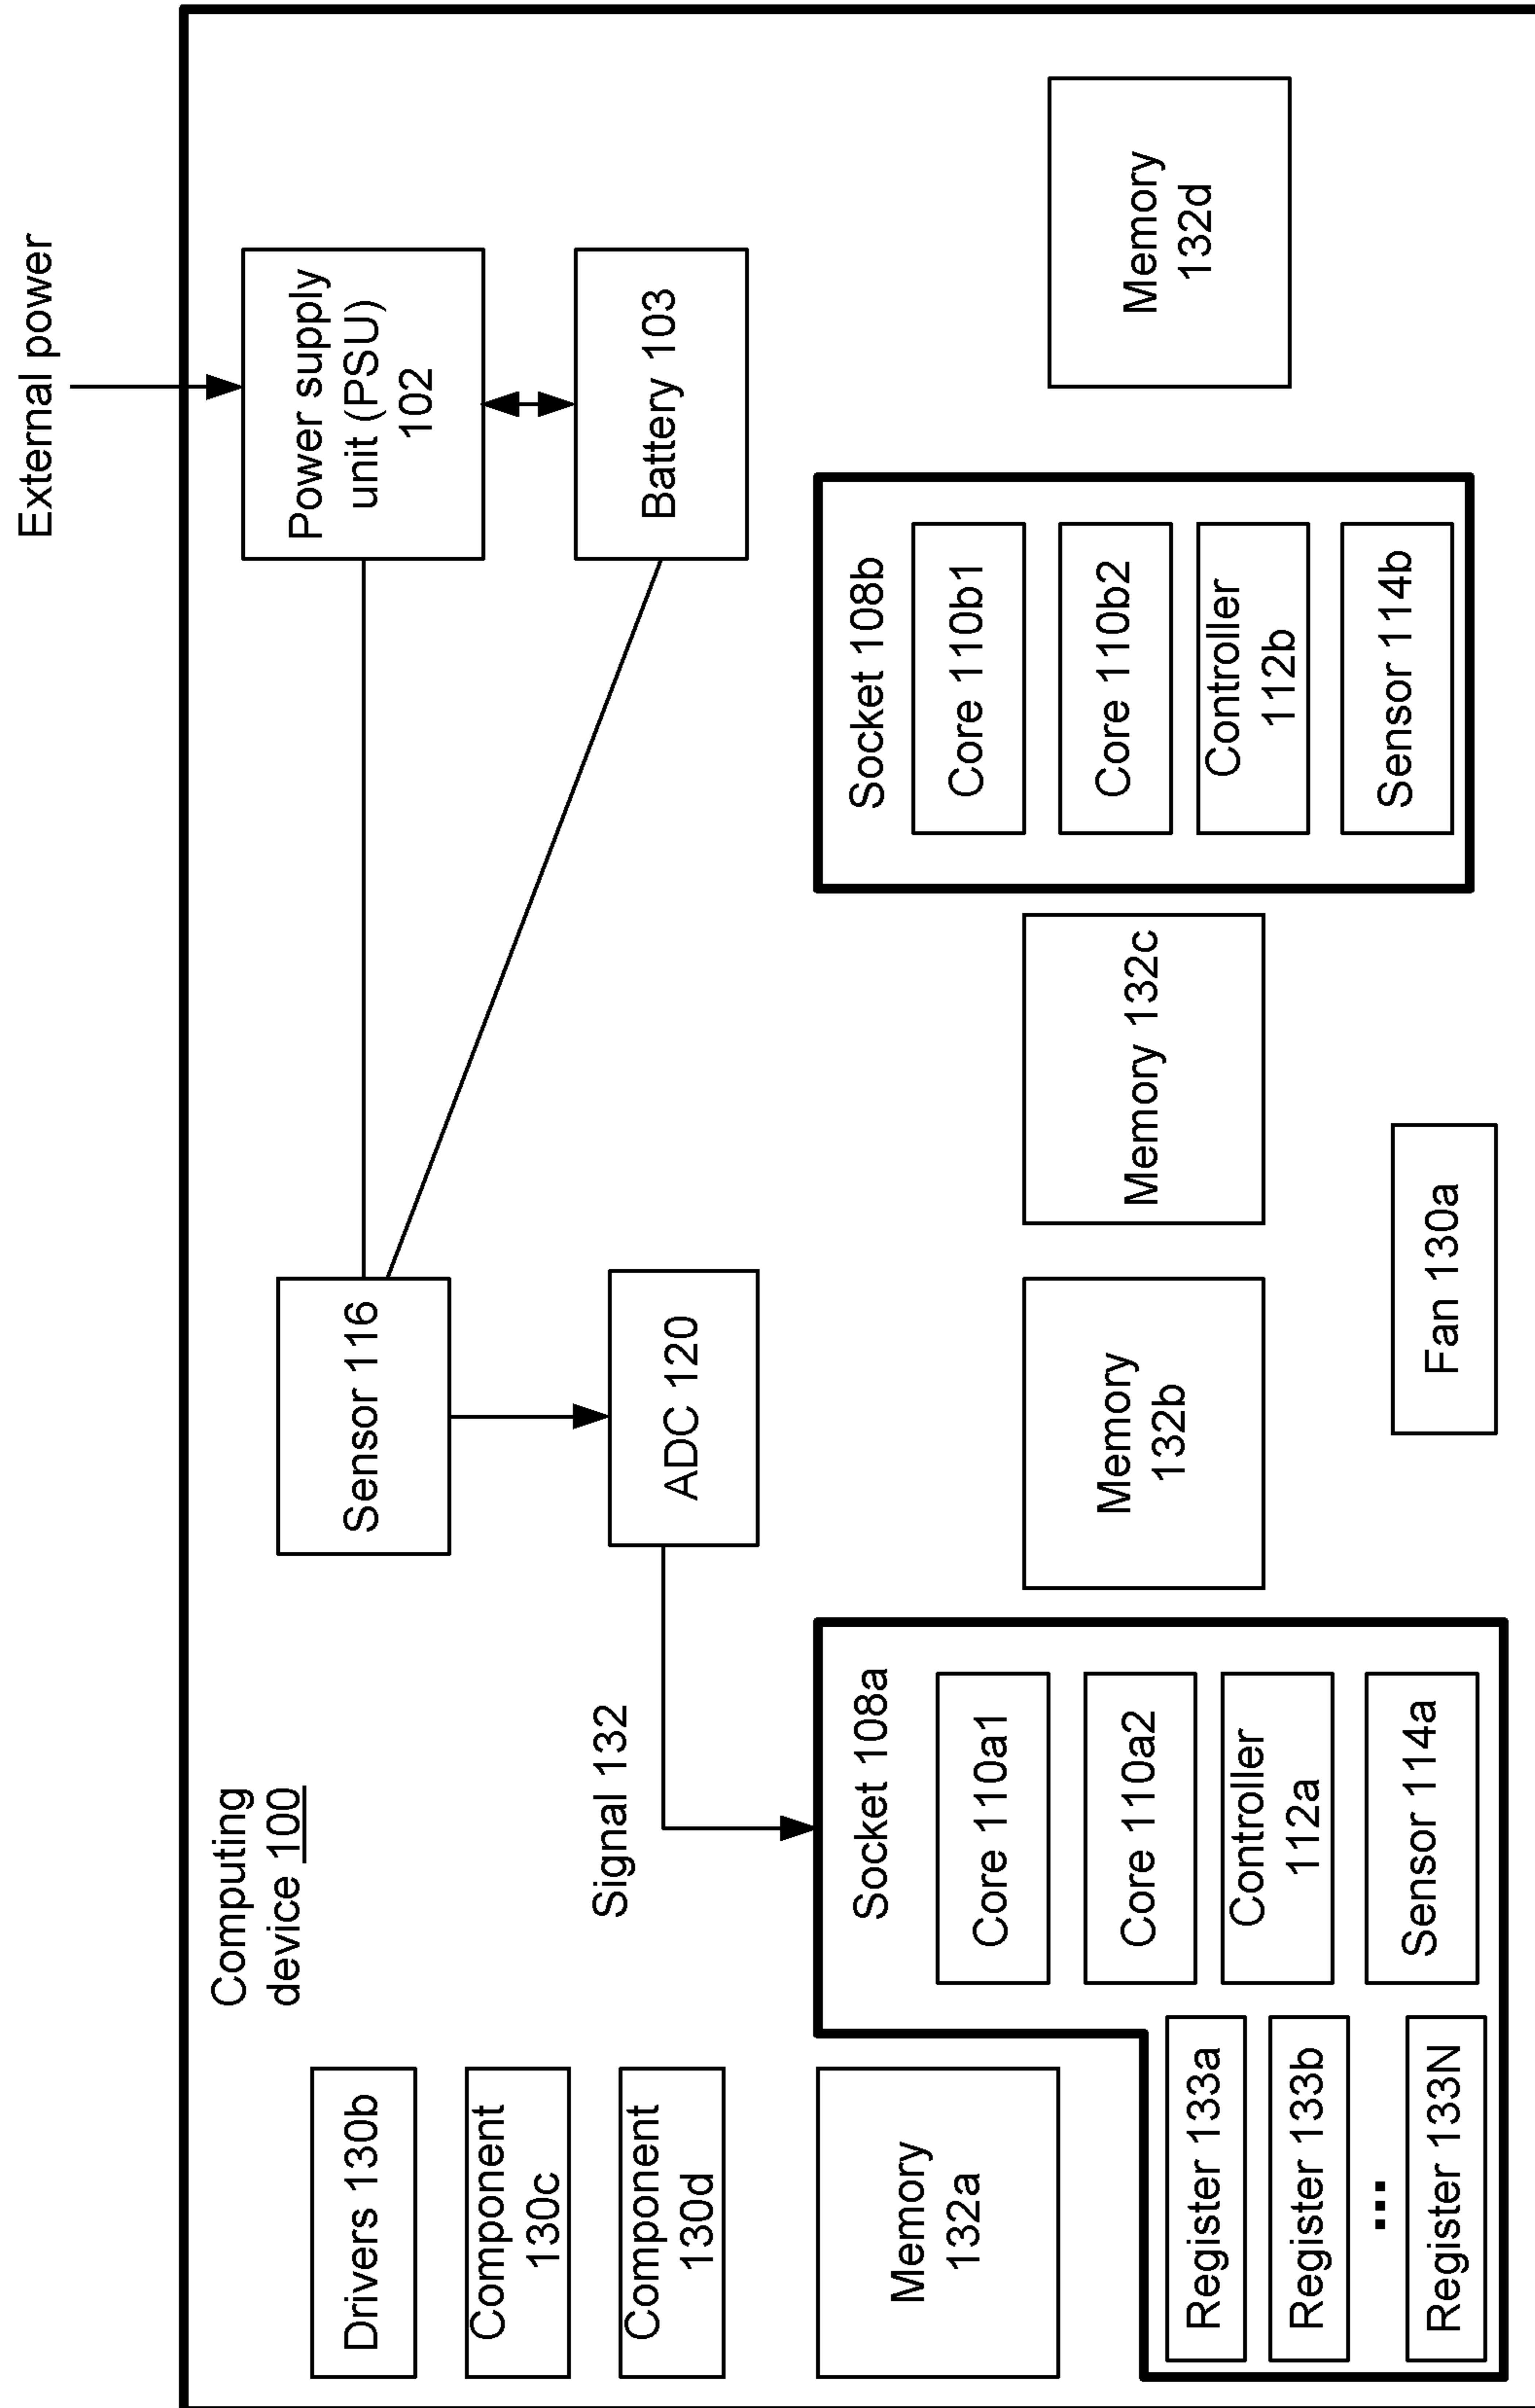 External power
Computing
device 100
Power supply
unit (PSU)
102
Battery 103
Sensor 116
ADC 120
Signal 132
Drivers 130b
Component
130c
Component
130d
Memory
132a
Socket 108a
Core 110a1
Core 110a2
Controller
112a
Sensor 114a
Register 133a
Register 133b
...
Register 133N
Memory
132b
Memory 132c
Fan 130a
Socket 108b
Core 110b1
Core 110b2
Controller
112b
Sensor 114b
Memory
132d